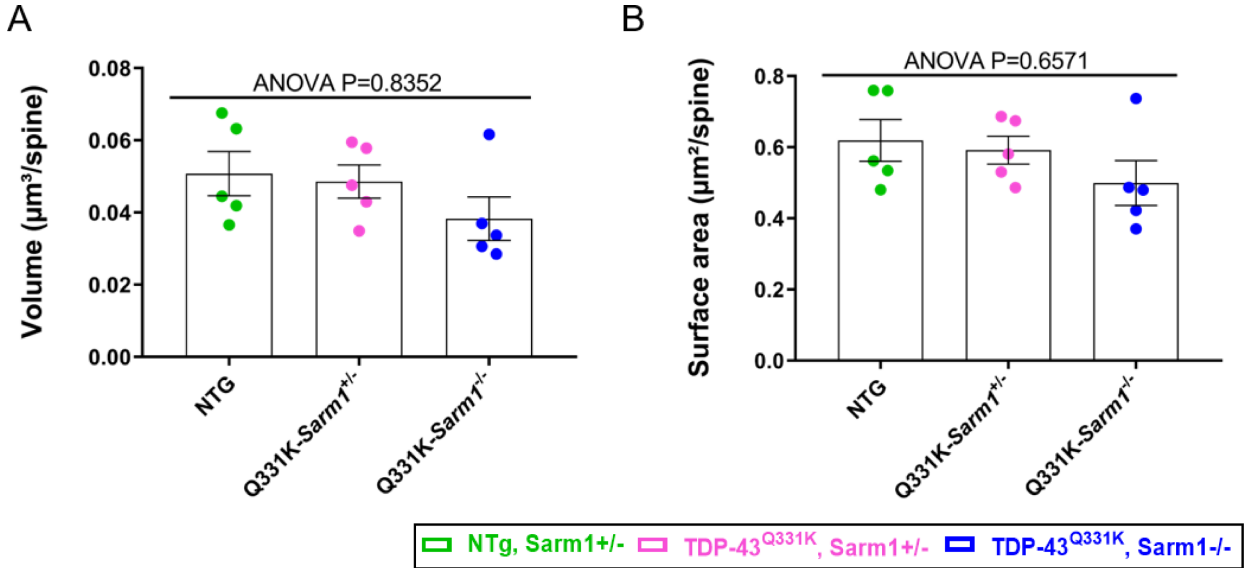 A
ANOVA P=0.8352
Volume (µm³/spine)
0.08
0.06
0.04
0.02
0.00
NTG
Q331K-Sarm1+/-
Q331K-Sarm1-/-
B
ANOVA P=0.6571
Surface area (µm²/spine)
0.8
0.6
0.4
0.2
0.0
NTG
Q331K-Sarm1+/-
Q331K-Sarm1-/-
NTg, Sarm1+/- TDP-43Q331K, Sarm1+/- TDP-43Q331K, Sarm1-/-